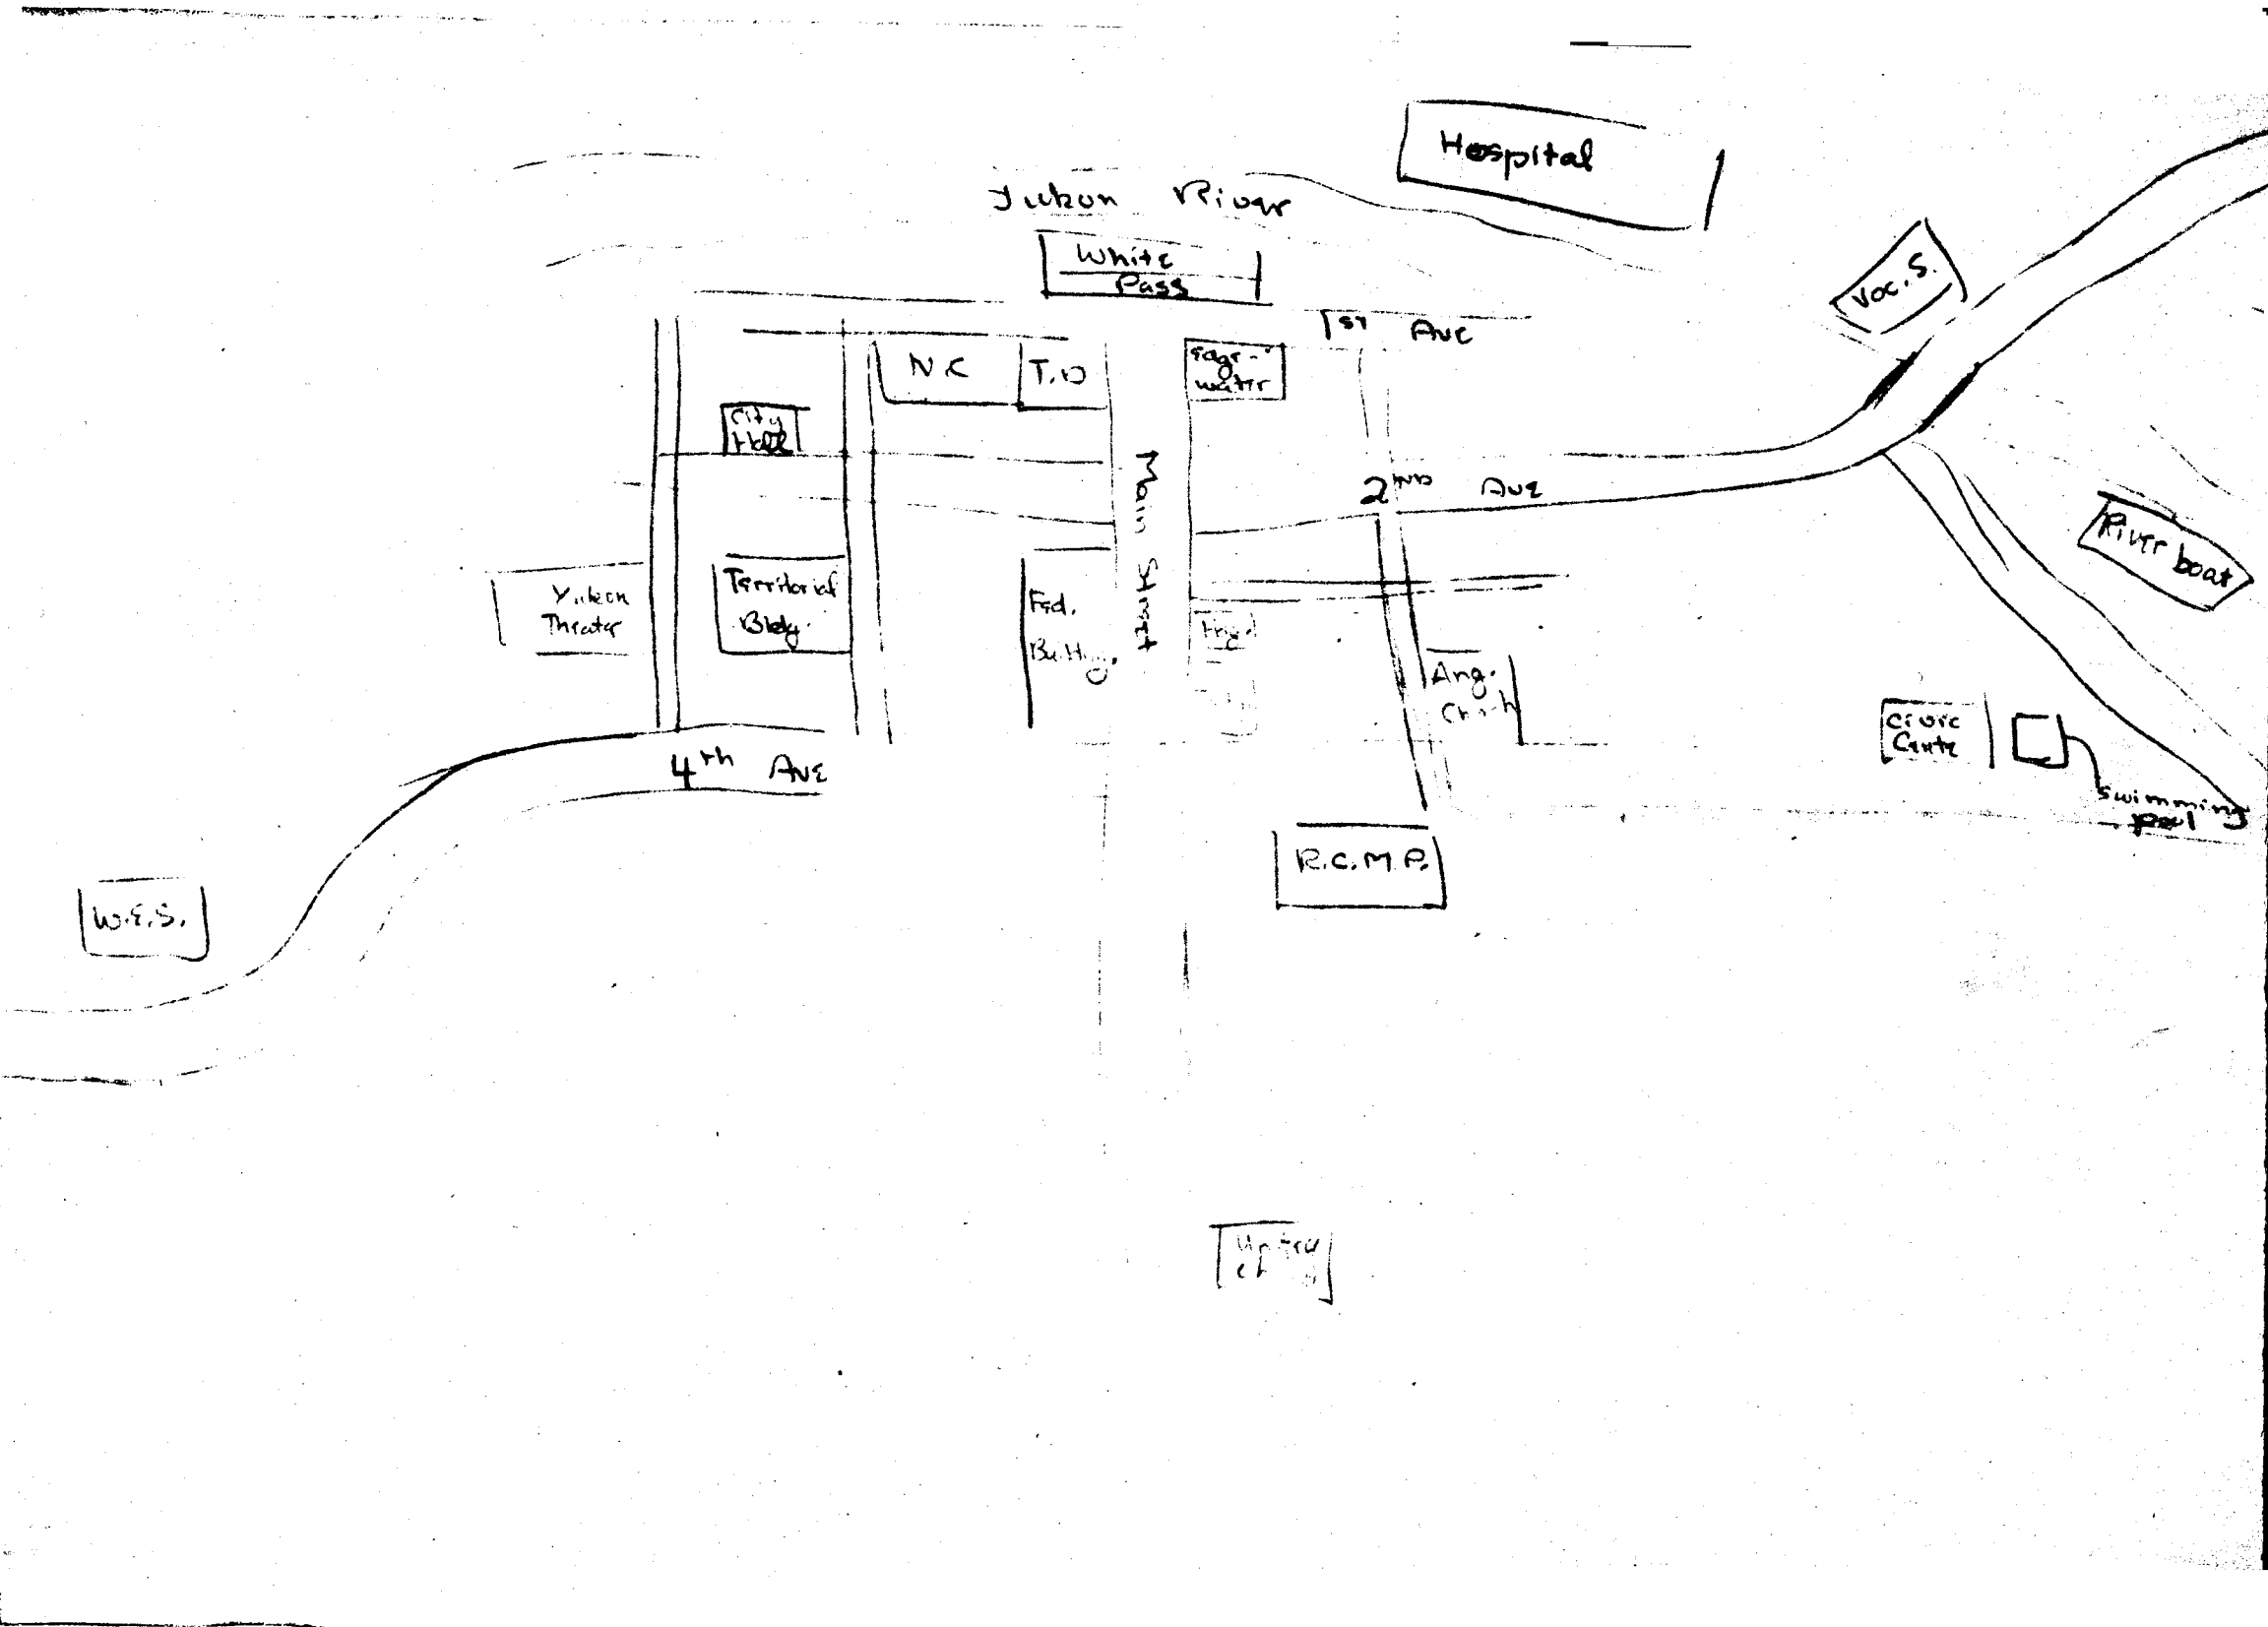 Hospital
Yukon River
White
Pass
Voc. S.
1st Ave
N.C
T.D
Edge-
water
City
Hall
Main Street
2ND Ave
River boat
Yukon
Theater
Territorial
Bldg.
Fed.
Ang.
Civic
Centre
Swimming
pool
4th Ave
R.C.M.P.
W.E.S.
United